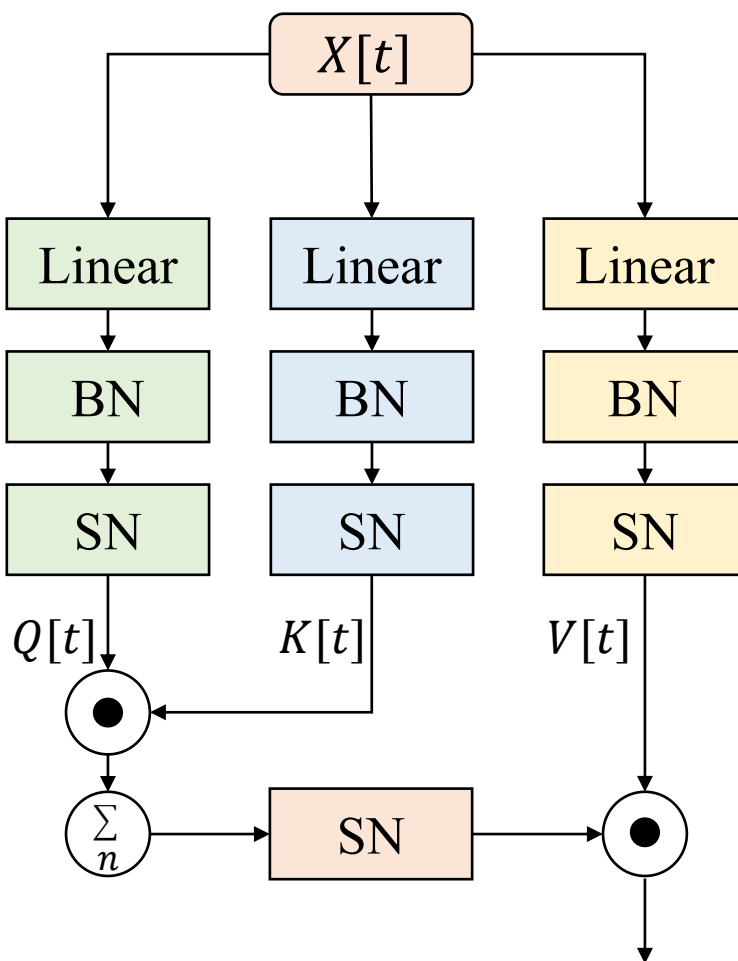 X[t]
Linear Linear Linear
BN BN BN
SN SN SN
Q[t] K[t] V[t]
∑
n
SN